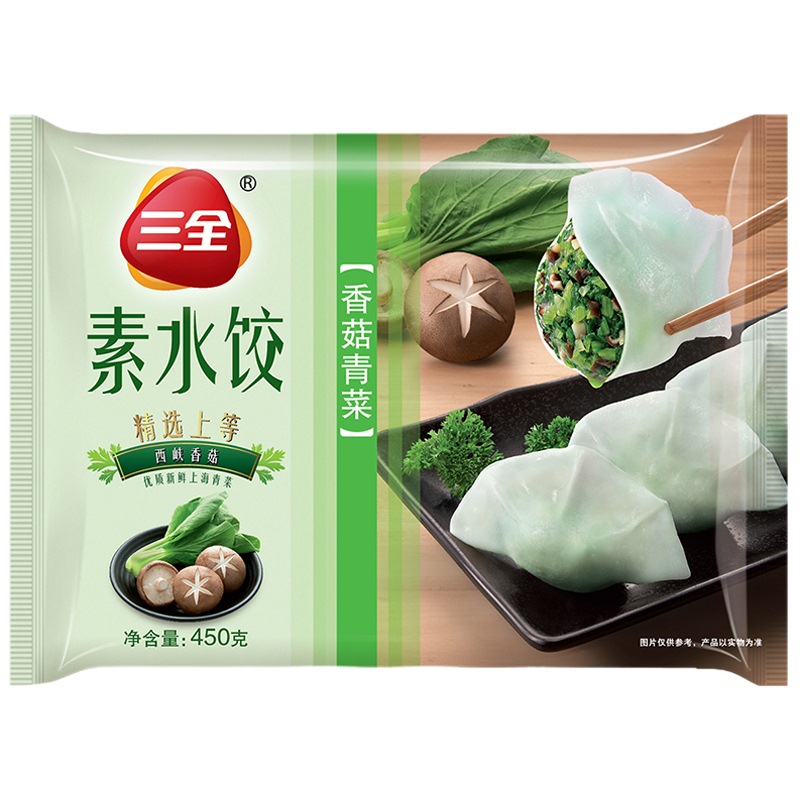 三全®
素水饺
【香菇青菜】
精选上等
西峡香菇
优质新鲜上海青菜
净含量: 450克
图片仅供参考，产品以实物为准